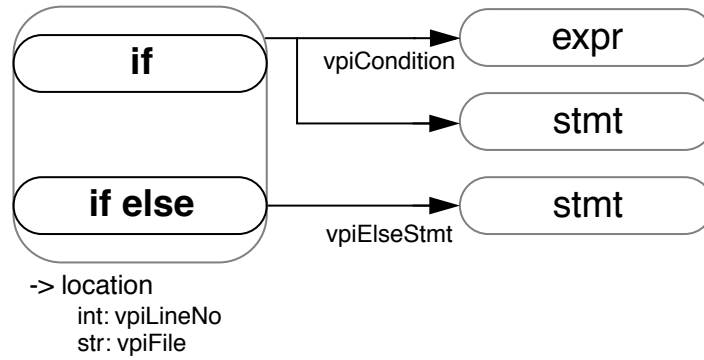 if
expr
vpiCondition
stmt
if else
stmt
vpiElseStmt
-> location
int: vpiLineNo
str: vpiFile